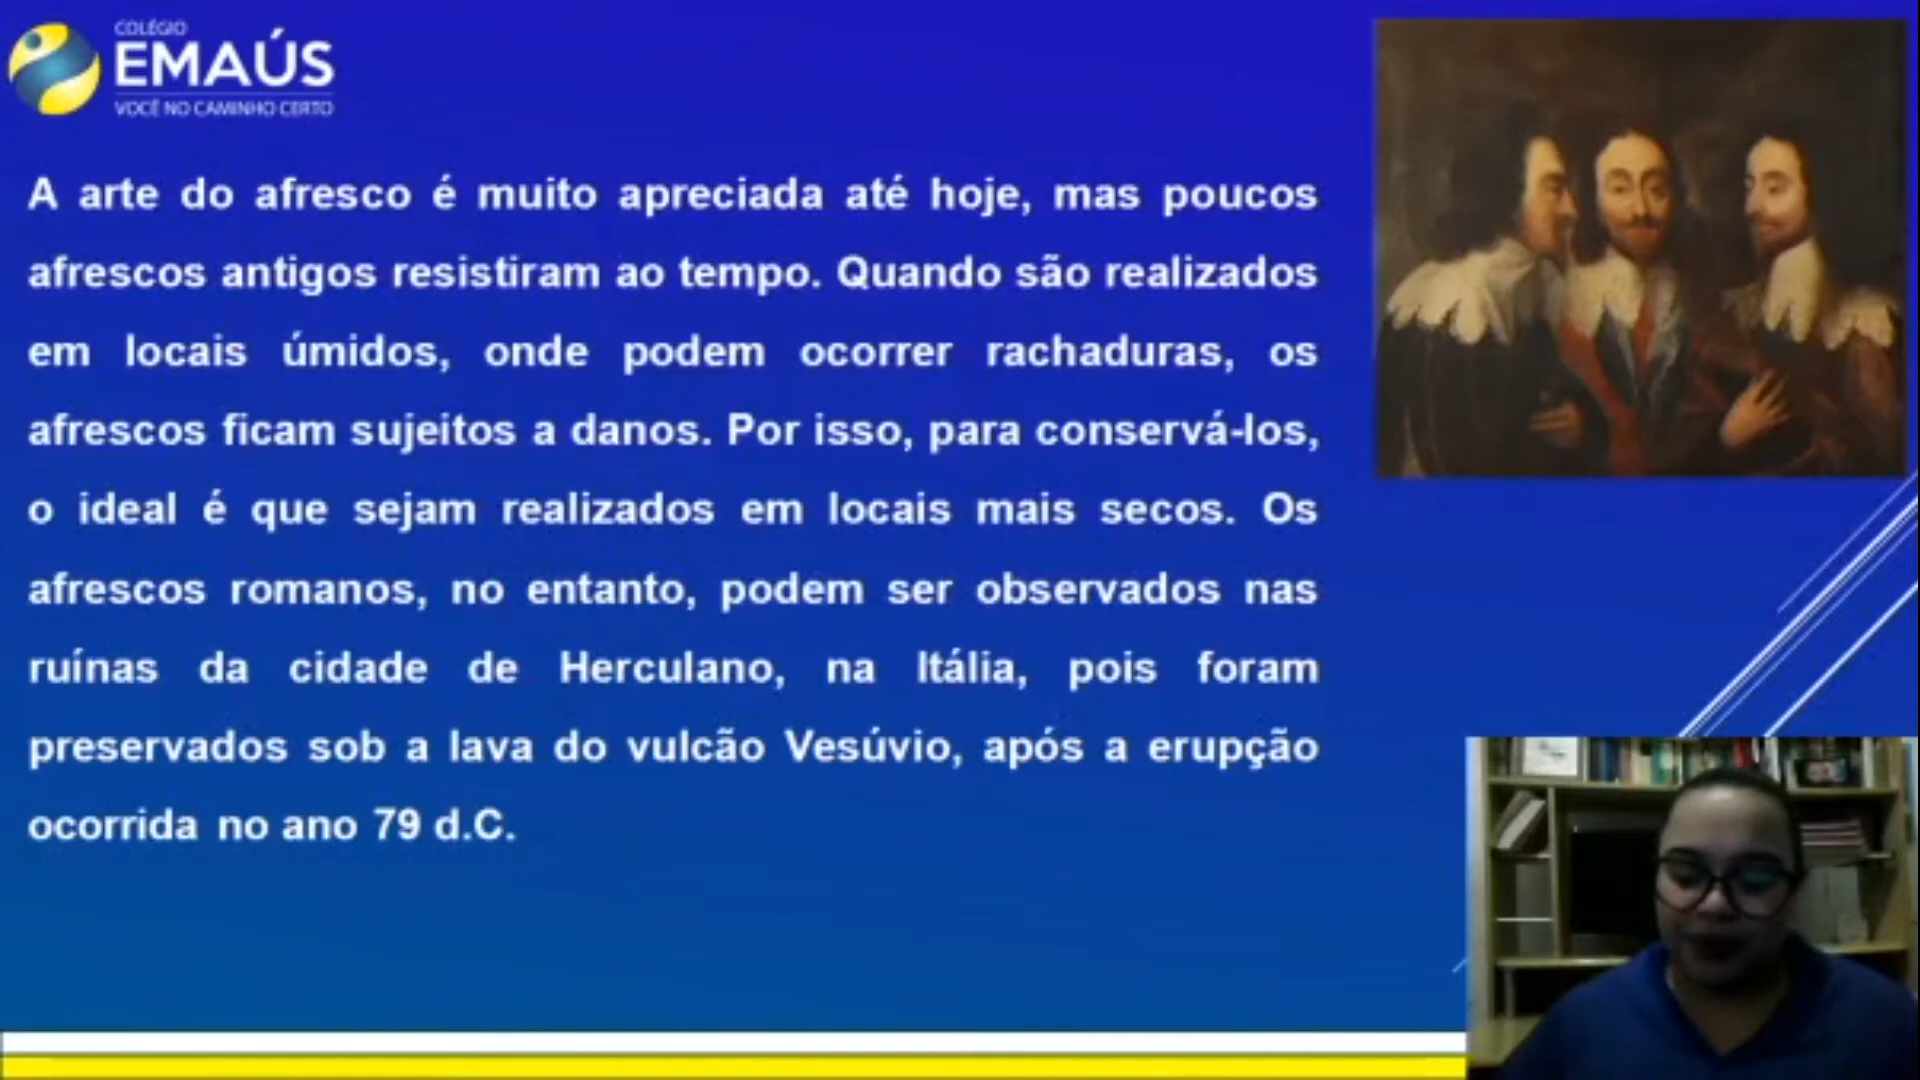 COLÉGIO
EMAÚS
VOCÊ NO CAMINHO CERTO
A arte do afresco é muito apreciada até hoje, mas poucos
afrescos antigos resistiram ao tempo. Quando são realizados
em locais úmidos, onde podem ocorrer rachaduras, os
afrescos ficam sujeitos a danos. Por isso, para conservá-los,
o ideal é que sejam realizados em locais mais secos. Os
afrescos romanos, no entanto, podem ser observados nas
ruínas da cidade de Herculano, na Itália, pois foram
preservados sob a lava do vulcão Vesúvio, após a erupção
ocorrida no ano 79 d.C.